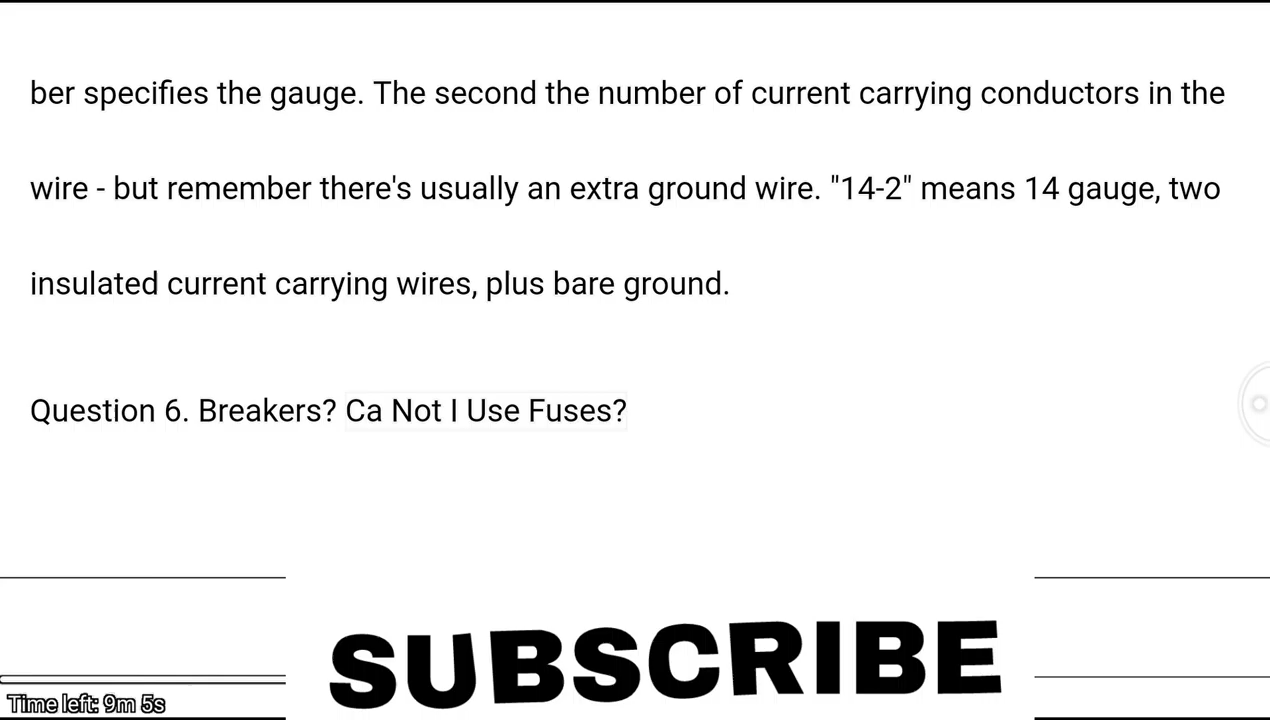 ber specifies the gauge. The second the number of current carrying conductors in the
wire - but remember there's usually an extra ground wire. "14-2" means 14 gauge, two
insulated current carrying wires, plus bare ground.
Question 6. Breakers? Ca Not I Use Fuses?
SUBSCRIBE
Time left: 9m 5s